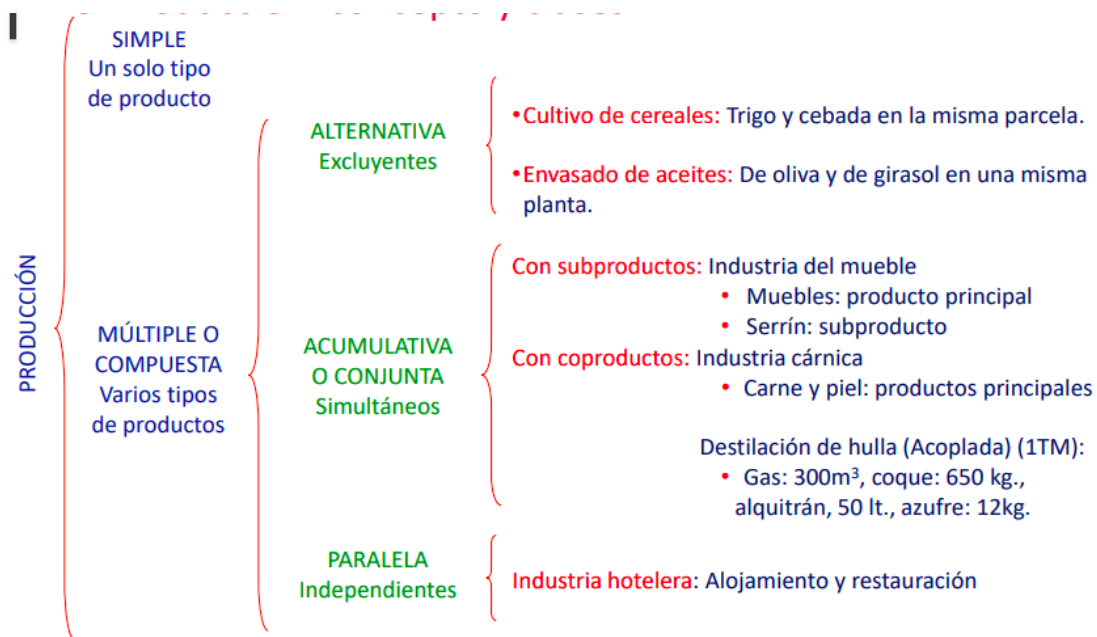 PRODUCCIÓN
SIMPLE
Un solo tipo
de producto
MÚLTIPLE O
COMPUESTA
Varios tipos
de productos
ALTERNATIVA
Excluyentes
•Cultivo de cereales: Trigo y cebada en la misma parcela.
•Envasado de aceites: De oliva y de girasol en una misma
planta.
ACUMULATIVA
O CONJUNTA
Simultáneos
Con subproductos: Industria del mueble
• Muebles: producto principal
• Serrín: subproducto
Con coproductos: Industria cárnica
• Carne y piel: productos principales
Destilación de hulla (Acoplada) (1TM):
• Gas: 300m³, coque: 650 kg.,
alquitrán, 50 lt., azufre: 12kg.
PARALELA
Independientes
Industria hotelera: Alojamiento y restauración